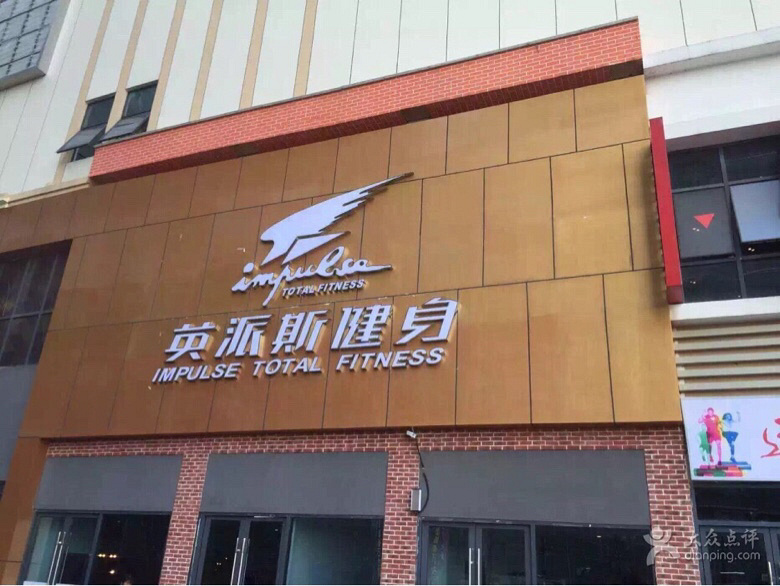 impulse
TOTAL FITNESS
英派斯健身
IMPULSE TOTAL FITNESS
大众点评
dianping.com